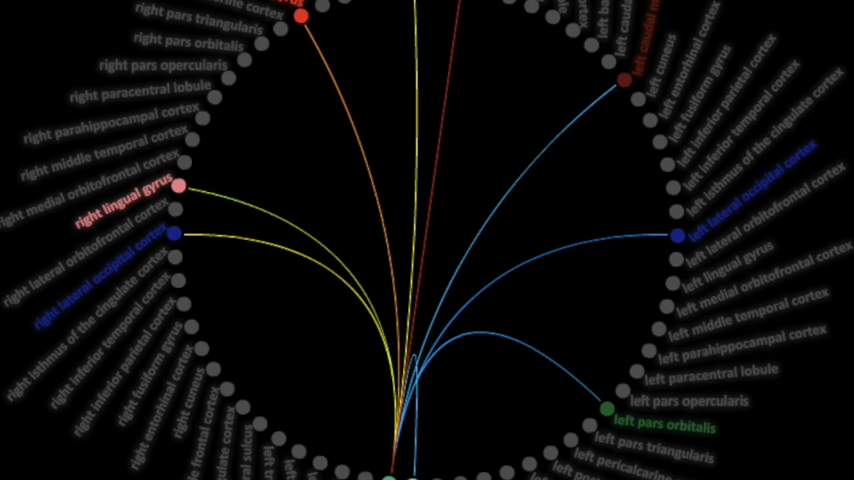 gyrus
right pars triangularis
right pars orbitalis
right pars opercularis
right paracentral lobule
right parahippocampal cortex
right middle temporal cortex
right medial orbitofrontal cortex
right lingual gyrus
right lateral orbitofrontal cortex
right lateral occipital cortex
right isthmus of the cingulate cortex
right inferior temporal cortex
right inferior parietal cortex
right fusiform gyrus
right entorhinal cortex
right cuneus
left cuneus
left entorhinal cortex
left fusiform gyrus
left inferior parietal cortex
left inferior temporal cortex
left isthmus of the cingulate cortex
left lateral occipital cortex
left lateral orbitofrontal cortex
left lingual gyrus
left medial orbitofrontal cortex
left middle temporal cortex
left parahippocampal cortex
left paracentral lobule
left pars opercularis
left pars orbitalis
left pars triangularis
left pericalcarine